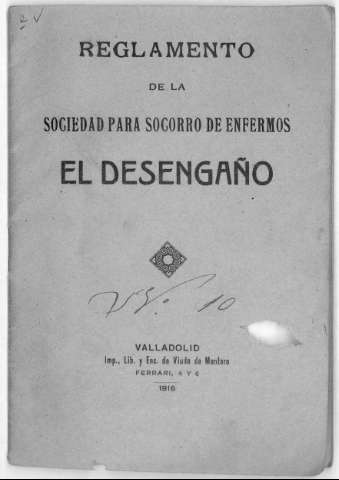 REGLAMENTO
DE LA
SOCIEDAD PARA SOCORRO DE ENFERMOS
EL DESENGAÑO
10
VALLADOLID
Imp., Lib. y Enc. de Viuda de Montero
FERRARI, 4 Y 6
1916